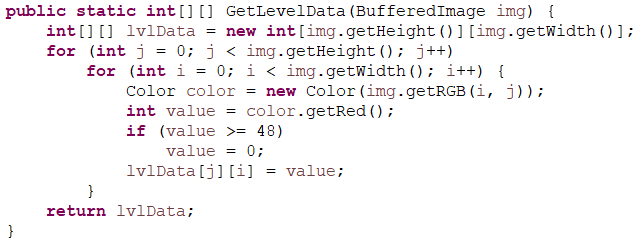 public static int[][] GetLevelData(BufferedImage img) {
    int[][] lvlData = new int[img.getHeight()][img.getWidth()];
    for (int j = 0; j < img.getHeight(); j++)
        for (int i = 0; i < img.getWidth(); i++) {
            Color color = new Color(img.getRGB(i, j));
            int value = color.getRed();
            if (value >= 48)
                value = 0;
            lvlData[j][i] = value;
        }
    return lvlData;
}